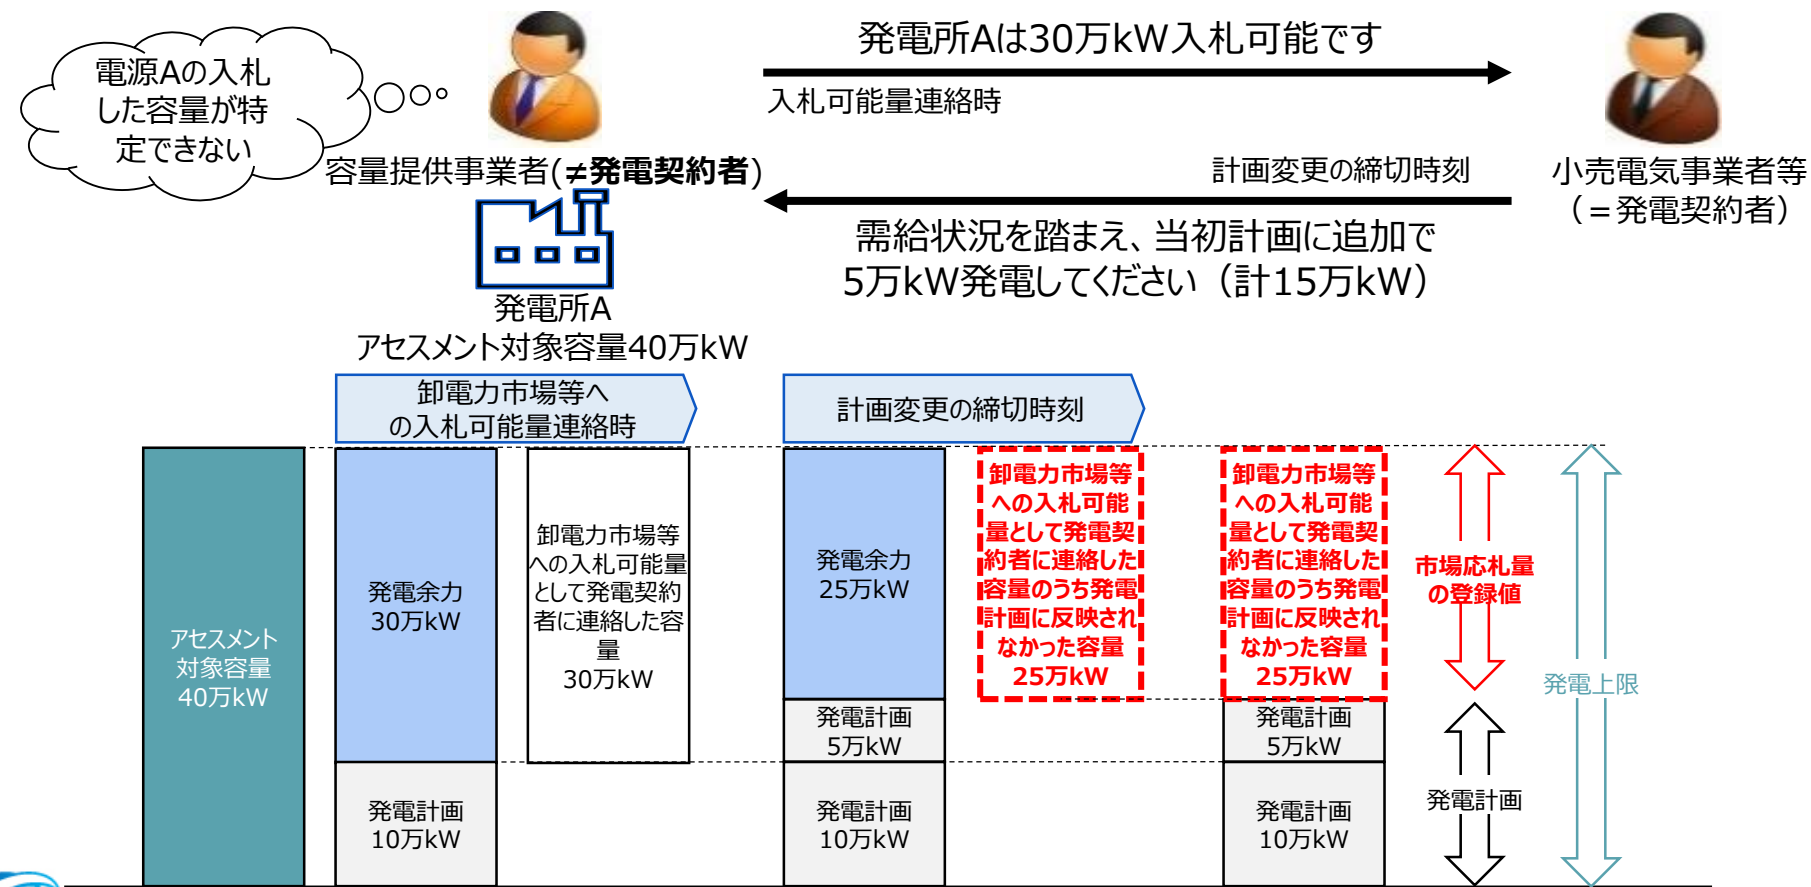 電源Aの入札
した容量が特
定できない
発電所Aは30万kW入札可能です
入札可能量連絡時
容量提供事業者(≠発電契約者)
計画変更の締切時刻
小売電気事業者等
（＝発電契約者）
需給状況を踏まえ、当初計画に追加で
5万kW発電してください（計15万kW）
発電所A
アセスメント対象容量40万kW
卸電力市場等へ
の入札可能量連絡時
計画変更の締切時刻
アセスメント
対象容量
40万kW
発電余力
30万kW
発電計画
10万kW
卸電力市場等
への入札可能量
として発電契約
者に連絡した容
量
30万kW
発電余力
25万kW
発電計画
5万kW
発電計画
10万kW
卸電力市場等
への入札可能
量として発電契
約者に連絡した
容量のうち発電
計画に反映され
なかった容量
25万kW
卸電力市場等
への入札可能
量として発電契
約者に連絡した
容量のうち発電
計画に反映され
なかった容量
25万kW
発電計画
5万kW
発電計画
10万kW
市場応札量
の登録値
発電計画
発電上限